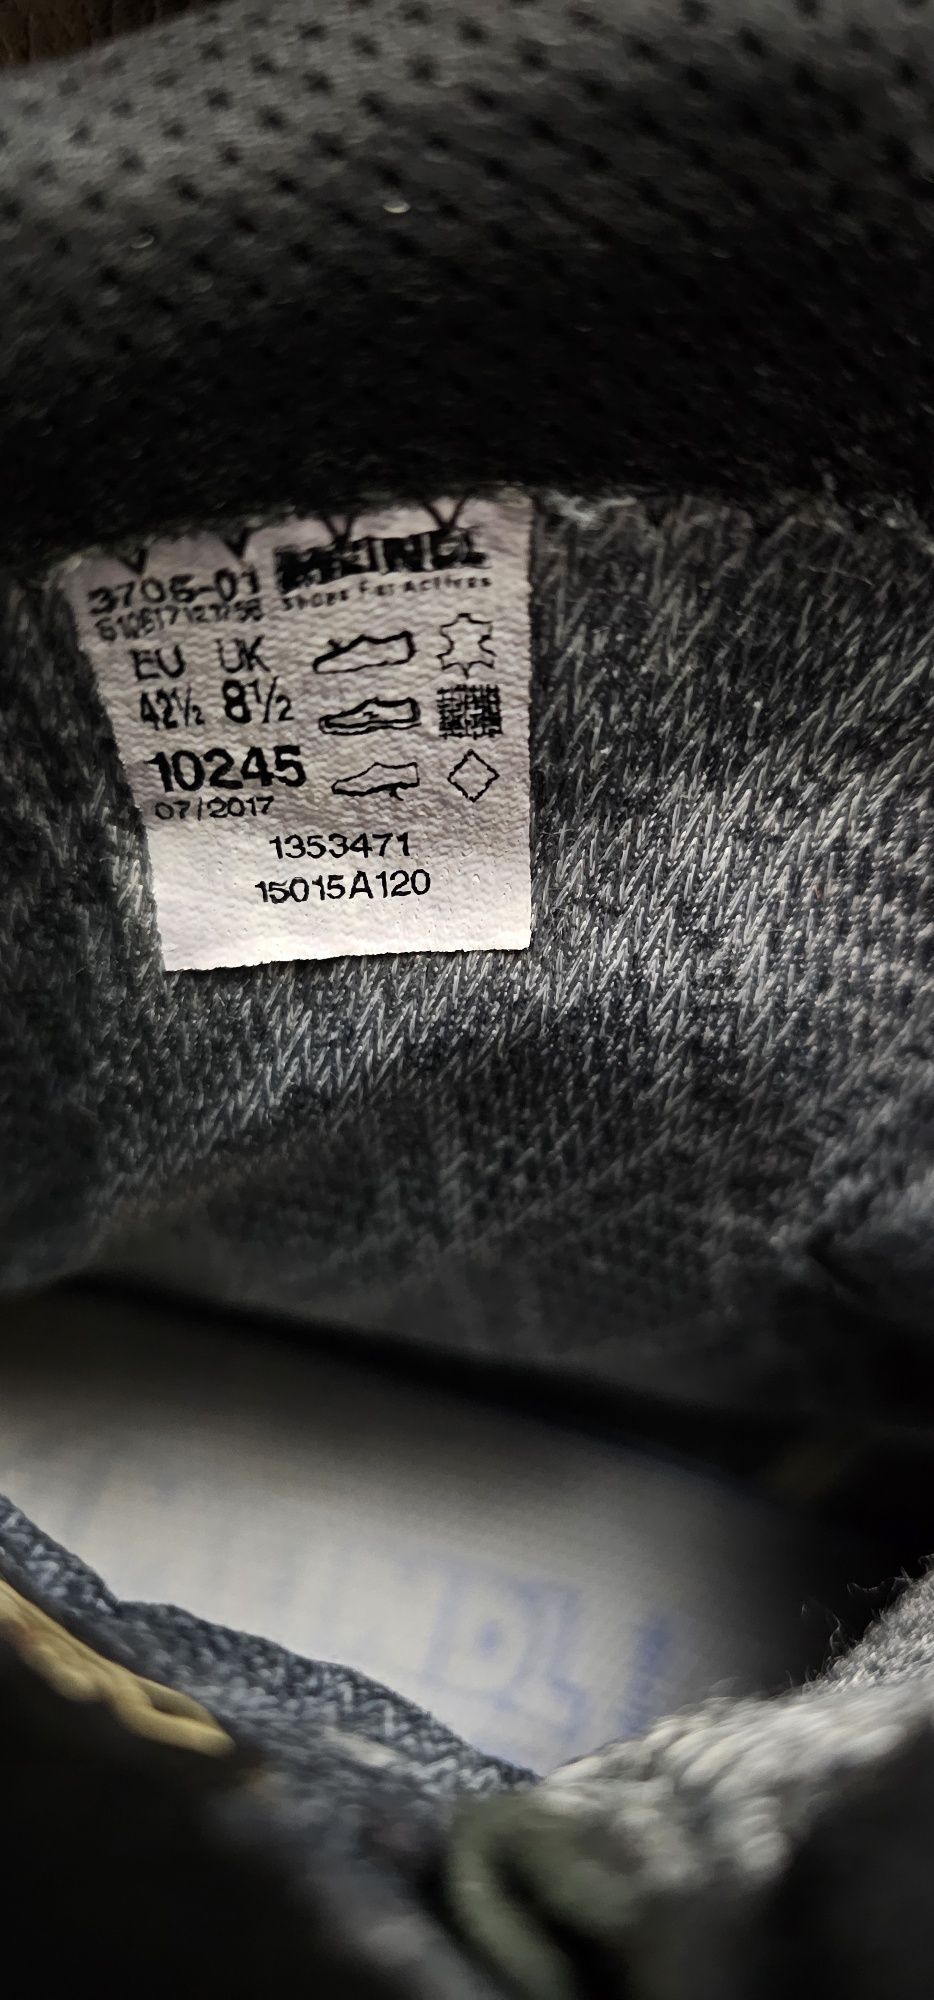 3705-01 MEINDL
Shoes For Actives
EU UK
42½ 8½
10245
07/2017
1353471
15015A120